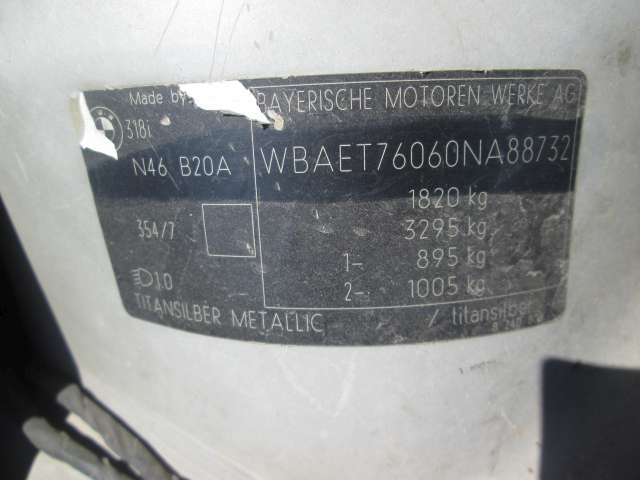 Made by
BAYERISCHE MOTOREN WERKE AG
318i
N46 B20A
WBAET76060NA88732
1820 kg
3295 kg
354/7
1- 895 kg
2- 1005 kg
10
TITANSILBER METALLIC / titansilber